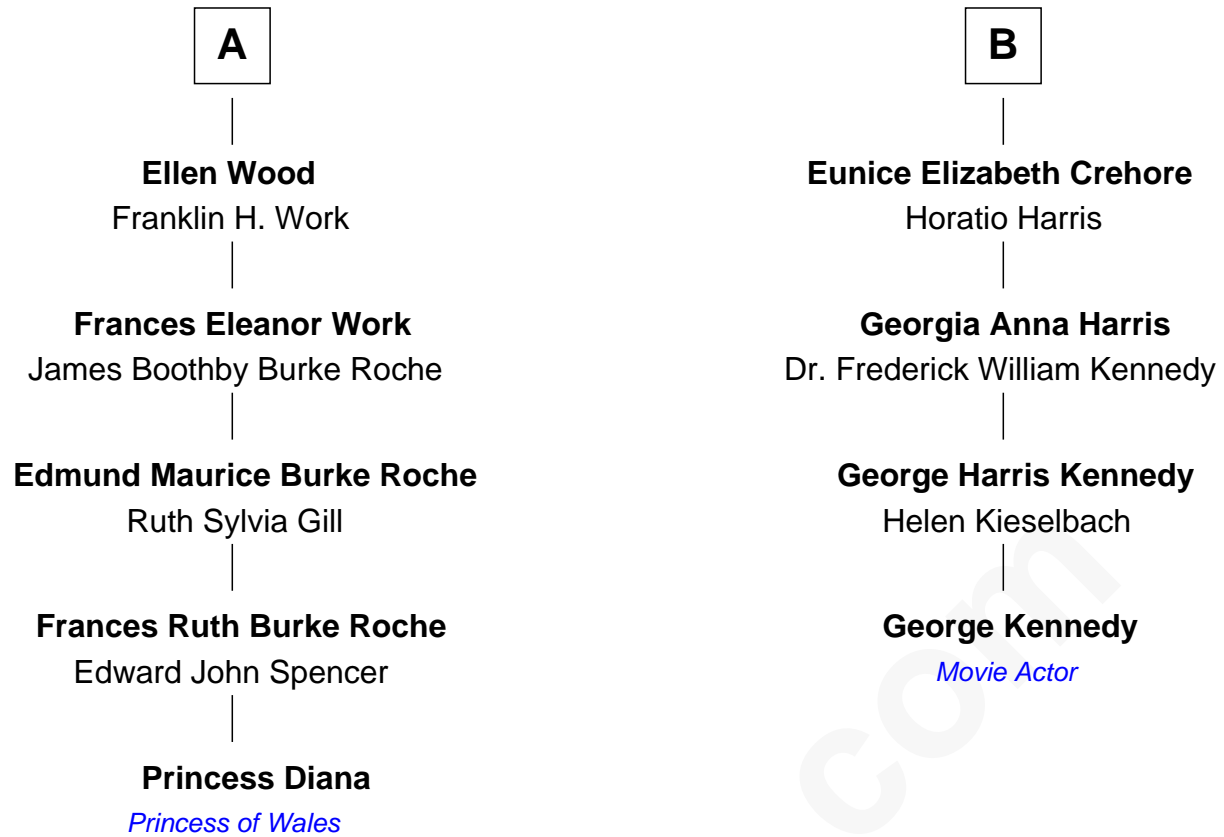 A
Ellen Wood
Franklin H. Work
Frances Eleanor Work
James Boothby Burke Roche
Edmund Maurice Burke Roche
Ruth Sylvia Gill
Frances Ruth Burke Roche
Edward John Spencer
Princess Diana
Princess of Wales
B
Eunice Elizabeth Crehore
Horatio Harris
Georgia Anna Harris
Dr. Frederick William Kennedy
George Harris Kennedy
Helen Kieselbach
George Kennedy
Movie Actor
com